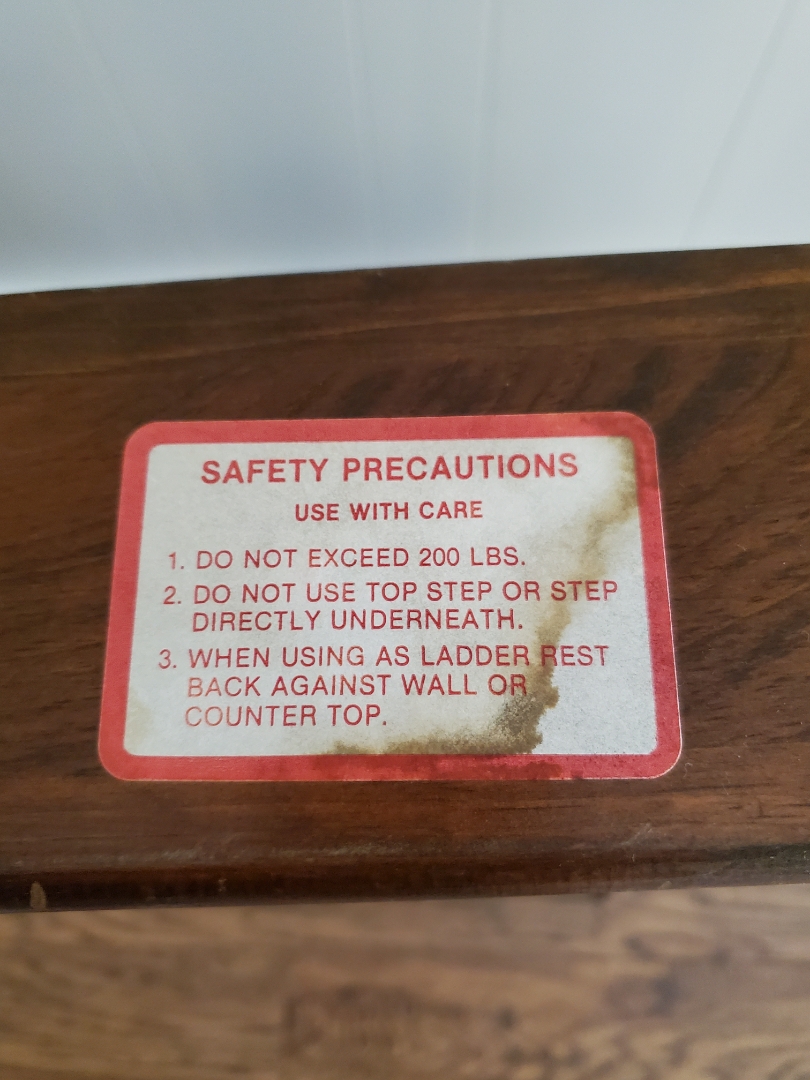 SAFETY PRECAUTIONS
USE WITH CARE
1. DO NOT EXCEED 200 LBS.
2. DO NOT USE TOP STEP OR STEP
DIRECTLY UNDERNEATH.
3. WHEN USING AS LADDER REST
BACK AGAINST WALL OR
COUNTER TOP.